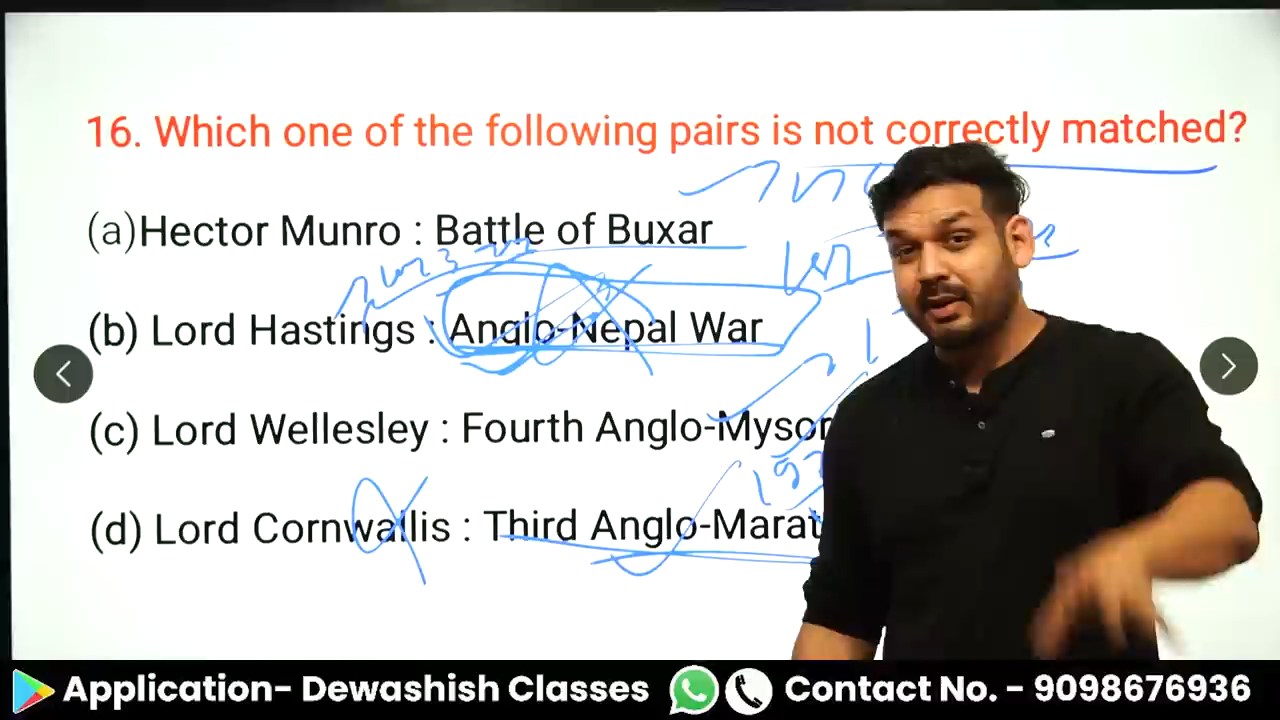 16. Which one of the following pairs is not correctly matched?
(a)Hector Munro : Battle of Buxar
(b) Lord Hastings : Anglo-Nepal War
(c) Lord Wellesley : Fourth Anglo-Mysor
(d) Lord Cornwallis : Third Anglo-Marat
Application- Dewashish Classes
Contact No. - 9098676936